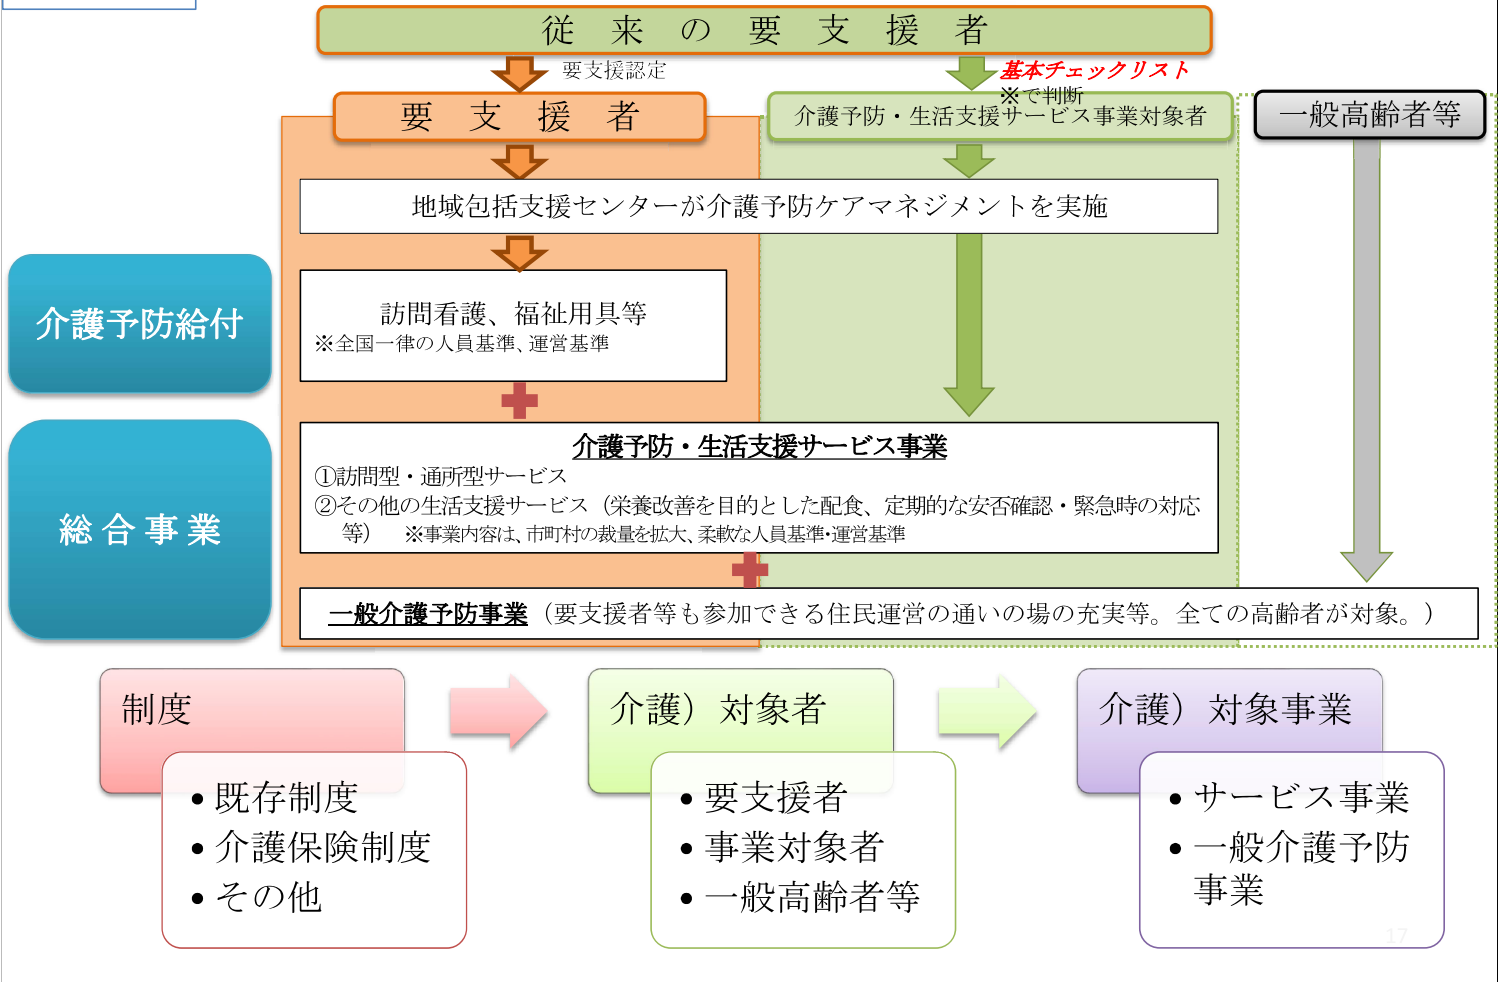 従来の要支援者
要支援認定
基本チェックリスト
※で判断
要支援者
介護予防・生活支援サービス事業対象者
一般高齢者等
地域包括支援センターが介護予防ケアマネジメントを実施
介護予防給付
訪問看護、福祉用具等
※全国一律の人員基準、運営基準
総合事業
介護予防・生活支援サービス事業
①訪問型・通所型サービス
②その他の生活支援サービス（栄養改善を目的とした配食、定期的な安否確認・緊急時の対応
等）　※事業内容は、市町村の裁量を拡大、柔軟な人員基準・運営基準
一般介護予防事業（要支援者等も参加できる住民運営の通いの場の充実等。全ての高齢者が対象。）
制度
• 既存制度
• 介護保険制度
• その他
介護）対象者
• 要支援者
• 事業対象者
• 一般高齢者等
介護）対象事業
• サービス事業
• 一般介護予防
事業
17